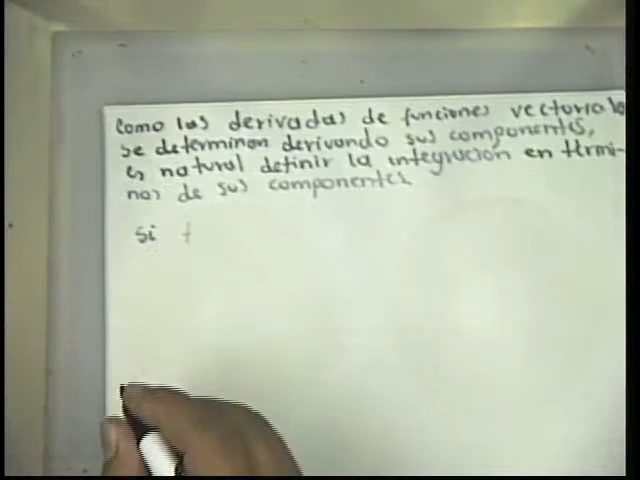 como las derivadas de funciones vectoriale
se determinan derivando sus componentes,
es natural definir la integración en térmi-
nos de sus componentes
si f